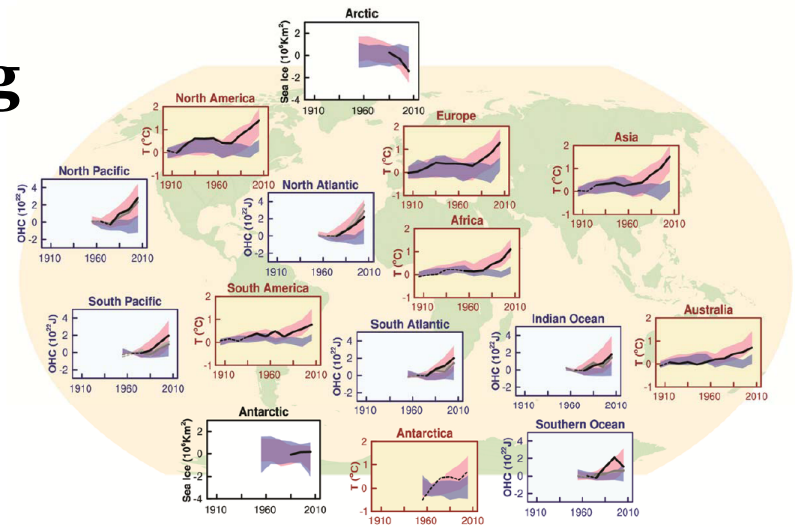 g
Arctic
Sea Ice (10⁶Km²)
2
0
-2
-4
1910 1960 2010
North America
T (°C)
2
1
0
-1
1910 1960 2010
Europe
T (°C)
2
1
0
-1
1910 1960 2010
Asia
T (°C)
2
1
0
-1
1910 1960 2010
North Pacific
OHC (10²²J)
4
2
0
-2
1910 1960 2010
North Atlantic
OHC (10²²J)
4
2
0
-2
1910 1960 2010
Africa
T (°C)
2
1
0
-1
1910 1960 2010
South Pacific
OHC (10²²J)
4
2
0
-2
1910 1960 2010
South America
T (°C)
2
1
0
-1
1910 1960 2010
South Atlantic
OHC (10²²J)
4
2
0
-2
1910 1960 2010
Indian Ocean
OHC (10²²J)
4
2
0
-2
1910 1960 2010
Australia
T (°C)
2
1
0
-1
1910 1960 2010
Antarctic
Sea Ice (10⁶Km²)
2
0
-2
-4
1910 1960 2010
Antarctica
T (°C)
2
1
0
-1
1910 1960 2010
Southern Ocean
OHC (10²²J)
4
2
0
-2
1910 1960 2010